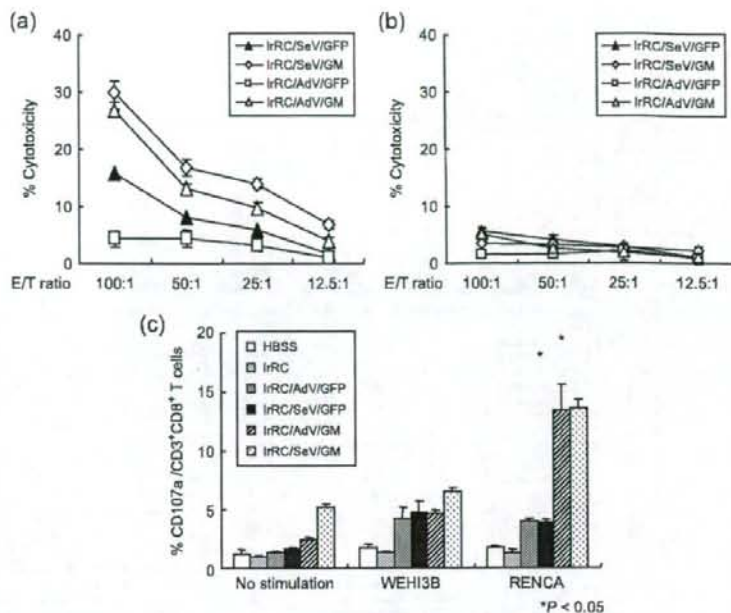 (a)
IrRC/SeV/GFP
IrRC/SeV/GM
IrRC/AdV/GFP
IrRC/AdV/GM
% Cytotoxicity
40
30
20
10
0
E/T ratio
100:1
50:1
25:1
12.5:1
(b)
IrRC/SeV/GFP
IrRC/SeV/GM
IrRC/AdV/GFP
IrRC/AdV/GM
% Cytotoxicity
40
30
20
10
0
E/T ratio
100:1
50:1
25:1
12.5:1
(c)
% CD107a /CD3+CD8+ T cells
20
15
10
5
0
HBSS
IrRC
IrRC/AdV/GFP
IrRC/SeV/GFP
IrRC/AdV/GM
IrRC/SeV/GM
*
*
No stimulation
WEHI3B
RENCA
*P < 0.05